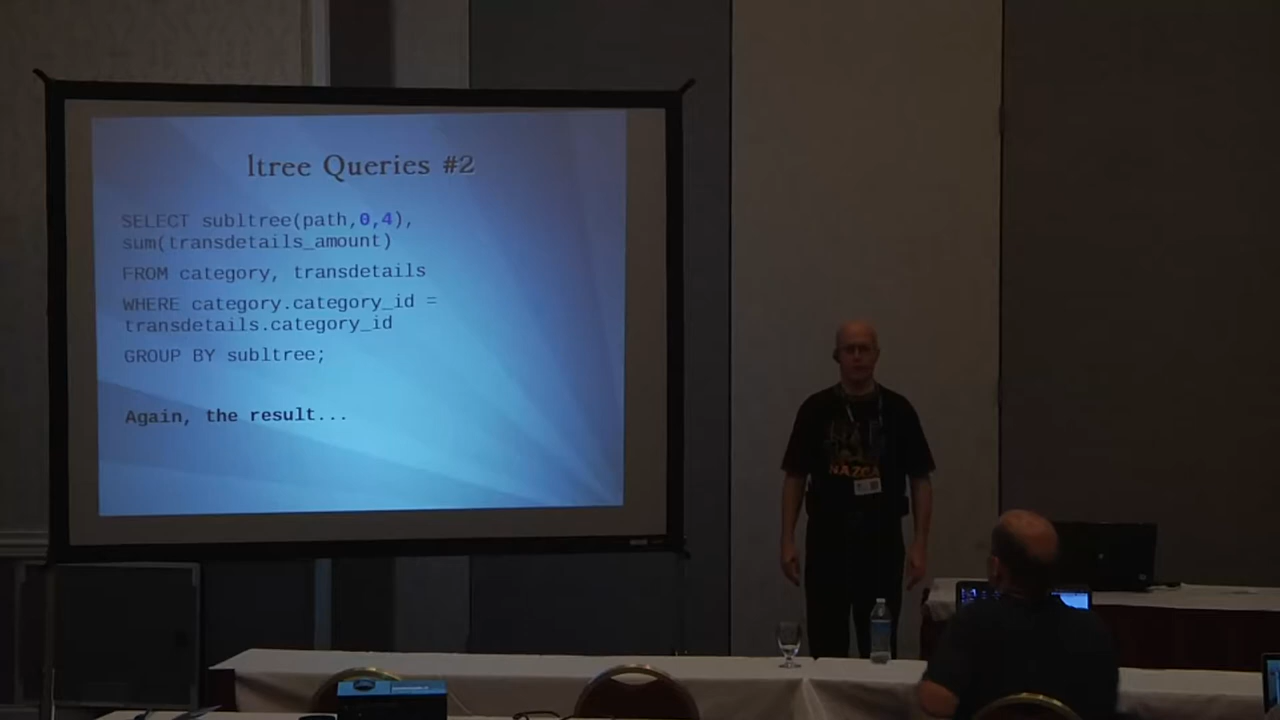 ltree Queries #2
SELECT subltree(path,0,4),
sum(transdetails_amount)
FROM category, transdetails
WHERE category.category_id =
transdetails.category_id
GROUP BY subltree;
Again, the result...
NAZCA